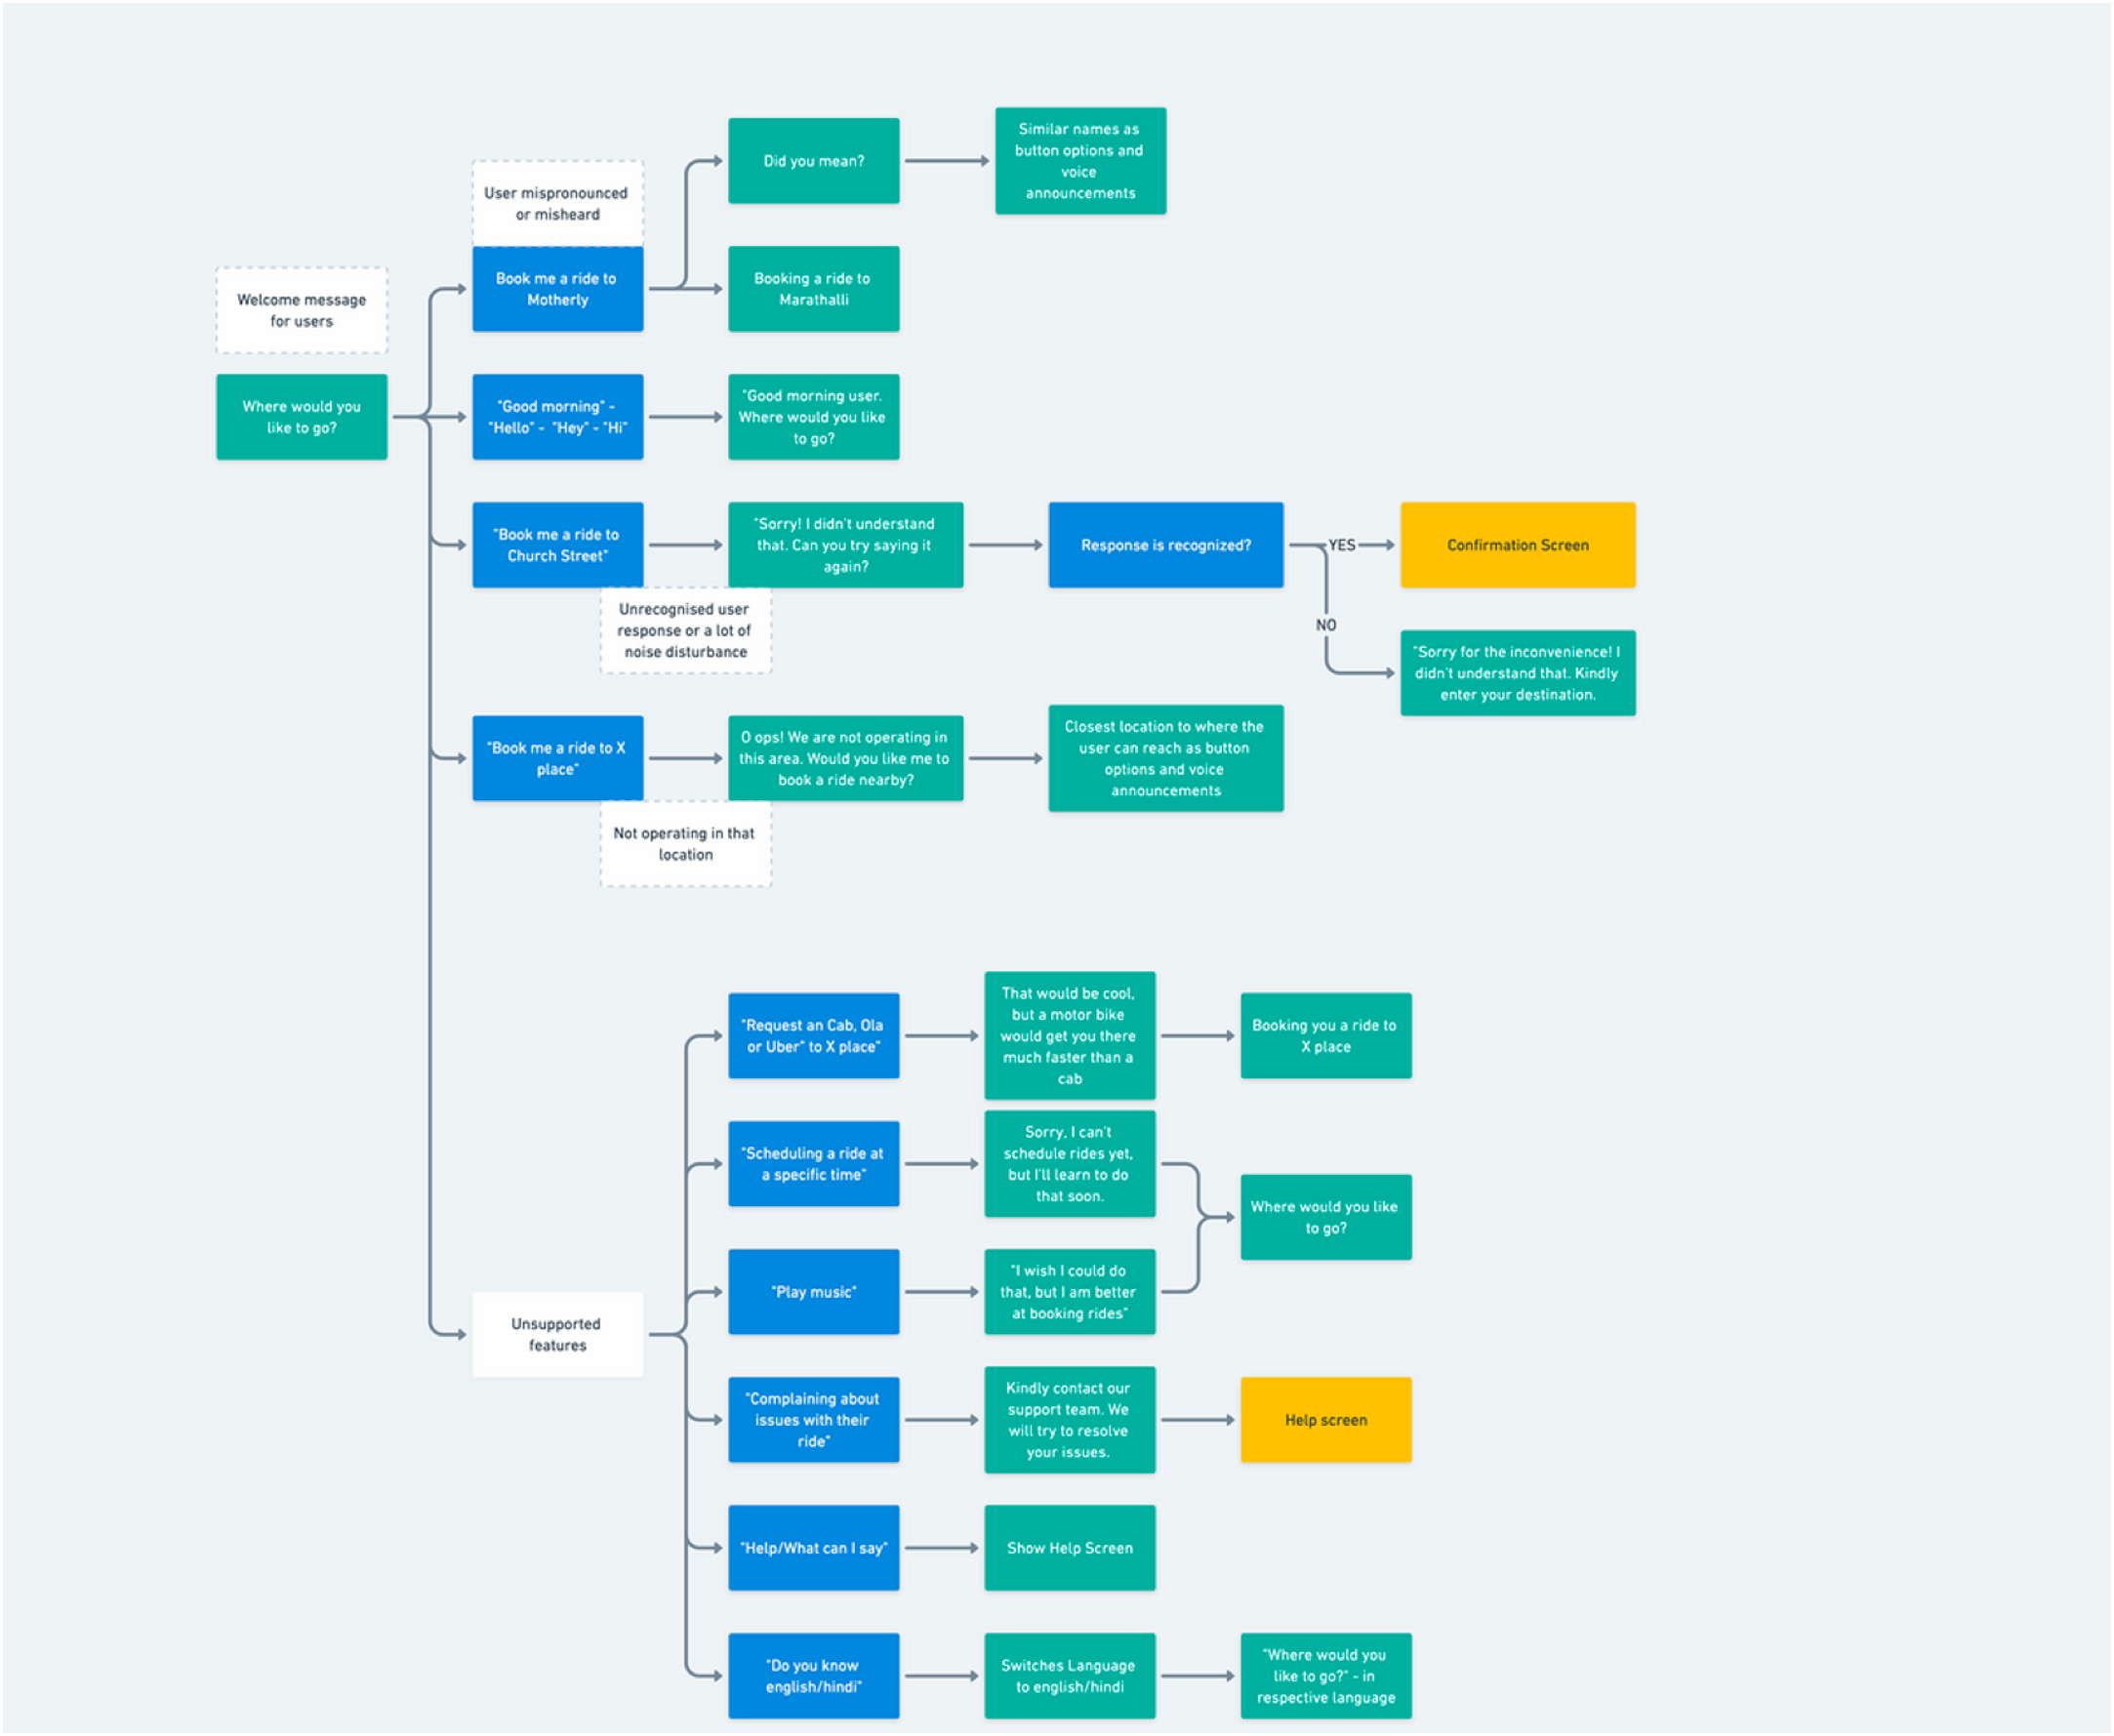 Similar names as
button options and
voice
announcements
Did you mean?
User mispronounced
or misheard
Book me a ride to
Motherly
Booking a ride to
Marathalli
Welcome message
for users
Where would you
like to go?
"Good morning" -
"Hello" - "Hey" - "Hi"
"Good morning user.
Where would you like
to go?
"Book me a ride to
Church Street"
"Sorry! I didn't understand
that. Can you try saying it
again?
Response is recognized?
YES
Confirmation Screen
Unrecognised user
response or a lot of
noise disturbance
NO
"Sorry for the inconvenience! I
didn't understand that. Kindly
enter your destination.
"Book me a ride to X
place"
O ops! We are not operating in
this area. Would you like me to
book a ride nearby?
Closest location to where the
user can reach as button
options and voice
announcements
Not operating in that
location
"Request an Cab, Ola
or Uber" to X place"
That would be cool,
but a motor bike
would get you there
much faster than a
cab
Booking you a ride to
X place
"Scheduling a ride at
a specific time"
Sorry, I can't
schedule rides yet,
but I'll learn to do
that soon.
Where would you like
to go?
"Play music"
"I wish I could do
that, but I am better
at booking rides"
Unsupported
features
"Complaining about
issues with their
ride"
Kindly contact our
support team. We
will try to resolve
your issues.
Help screen
"Help/What can I say"
Show Help Screen
"Do you know
english/hindi"
Switches Language
to english/hindi
"Where would you
like to go?" - in
respective language